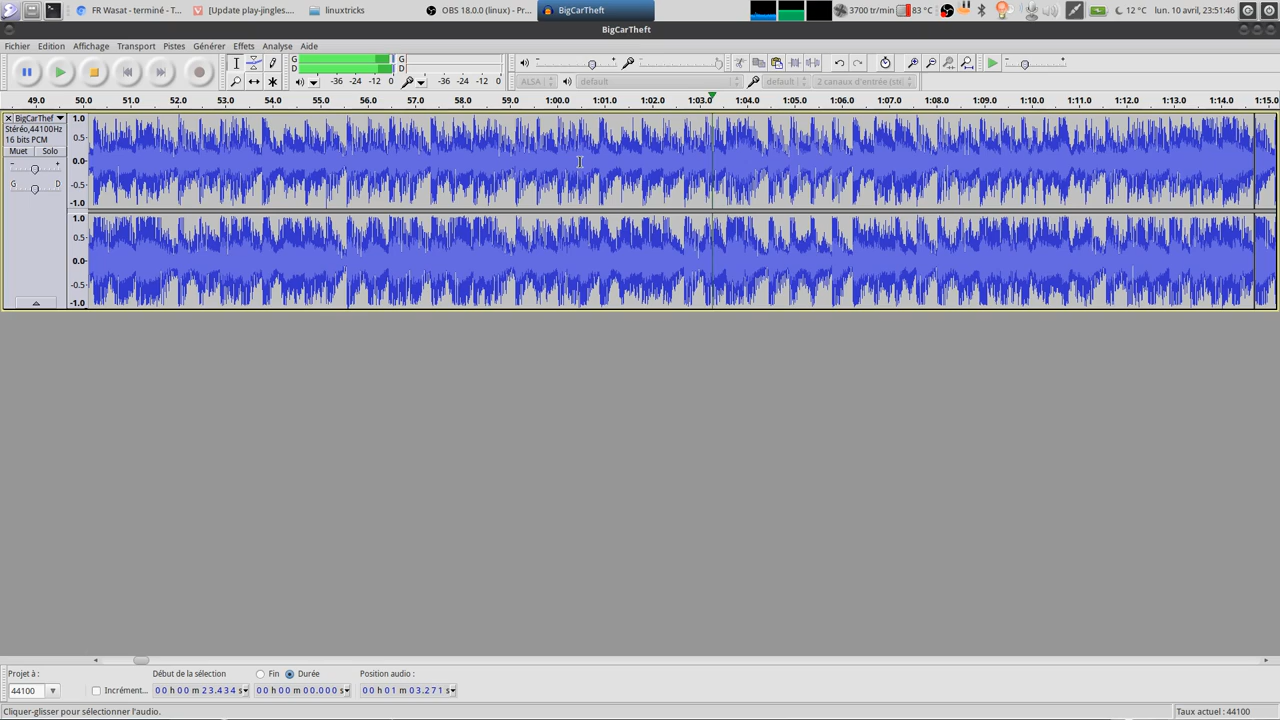 FR Wasat - terminé - T...
[Update play-jingles....
linuxtricks
OBS 18.0.0 (linux) - Pr...
BigCarTheft
3700 tr/min
83 °C
12 °C
lun. 10 avril, 23:51:46
BigCarTheft
Fichier Edition Affichage Transport Pistes Générer Effets Analyse Aide
G
D
-36 -24 -12 0
G
D
-36 -24 -12 0
ALSA
default
default
2 canaux d'entrée (sté
49.0 50.0 51.0 52.0 53.0 54.0 55.0 56.0 57.0 58.0 59.0 1:00.0 1:01.0 1:02.0 1:03.0 1:04.0 1:05.0 1:06.0 1:07.0 1:08.0 1:09.0 1:10.0 1:11.0 1:12.0 1:13.0 1:14.0 1:15.0
BigCarThef
Stéréo,44100Hz
16 bits PCM
Muet Solo
- +
G D
1.0
0.5
0.0
-0.5
-1.0
1.0
0.5
0.0
-0.5
-1.0
Projet à : Début de la sélection Fin Durée Position audio :
44100 Incrément... 00 h 00 m 23.434 s 00 h 00 m 00.000 s 00 h 01 m 03.271 s
Cliquer-glisser pour sélectionner l'audio. Taux actuel : 44100